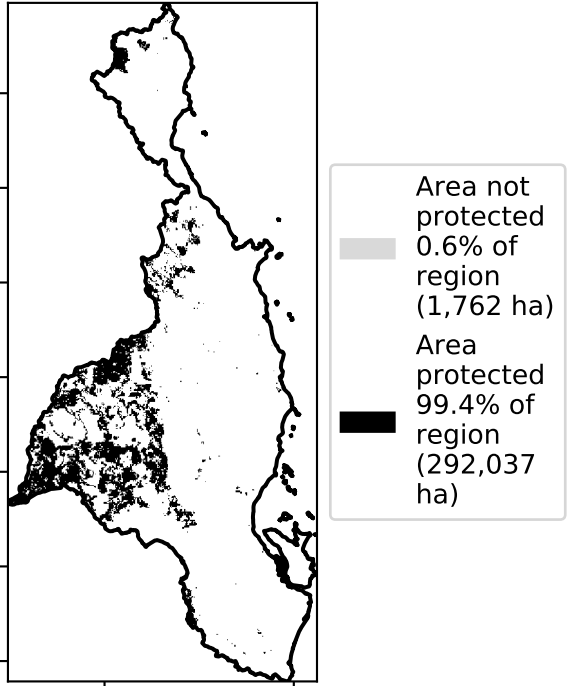 Area not
protected
0.6% of
region
(1,762 ha)
Area
protected
99.4% of
region
(292,037
ha)